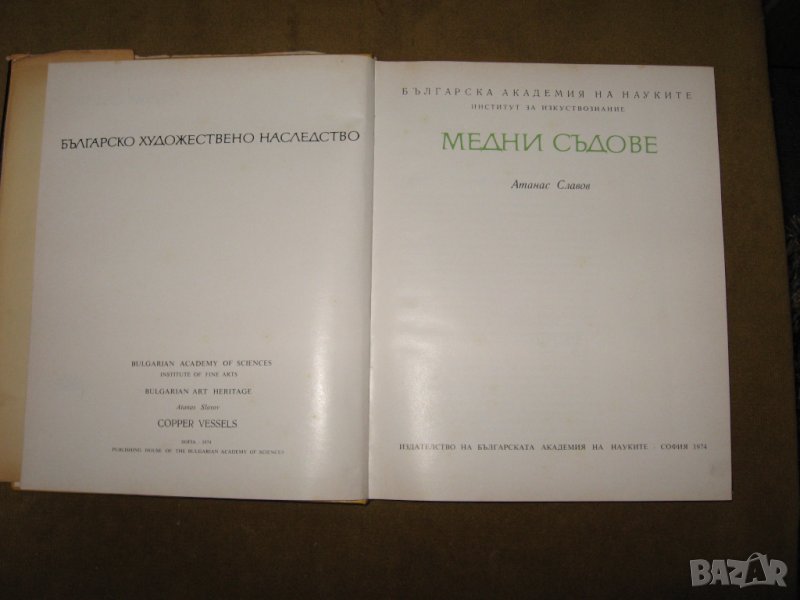 БЪЛГАРСКО ХУДОЖЕСТВЕНО НАСЛЕДСТВО
BULGARIAN ACADEMY OF SCIENCES
INSTITUTE OF FINE ARTS
BULGARIAN ART HERITAGE
Atanas Slavov
COPPER VESSELS
SOFIA . 1974
PUBLISHING HOUSE OF THE BULGARIAN ACADEMY OF SCIENCES
БЪЛГАРСКА АКАДЕМИЯ НА НАУКИТЕ
ИНСТИТУТ ЗА ИЗКУСТВОЗНАНИЕ
МЕДНИ СЪДОВЕ
Атанас Славов
ИЗДАТЕЛСТВО НА БЪЛГАРСКАТА АКАДЕМИЯ НА НАУКИТЕ . СОФИЯ 1974
BAZAR